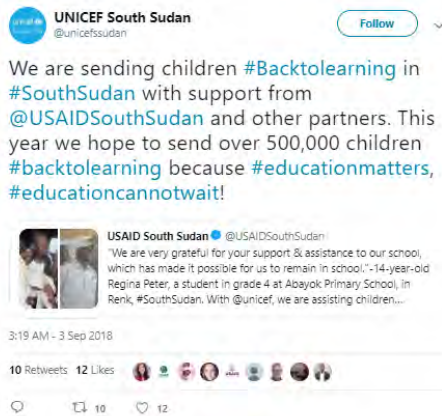 UNICEF South Sudan
@unicefssudan
Follow
We are sending children #Backtolearning in
#SouthSudan with support from
@USAIDSouthSudan and other partners. This
year we hope to send over 500,000 children
#backtolearning because #educationmatters,
#educationcannotwait!
USAID South Sudan @USAIDSouthSudan
"We are very grateful for your support & assistance to our school,
which has made it possible for us to remain in school."-14-year-old
Regina Peter, a student in grade 4 at Abayok Primary School, in
Renk, #SouthSudan. With @unicef, we are assisting children...
3:19 AM - 3 Sep 2018
10 Retweets 12 Likes
10 12